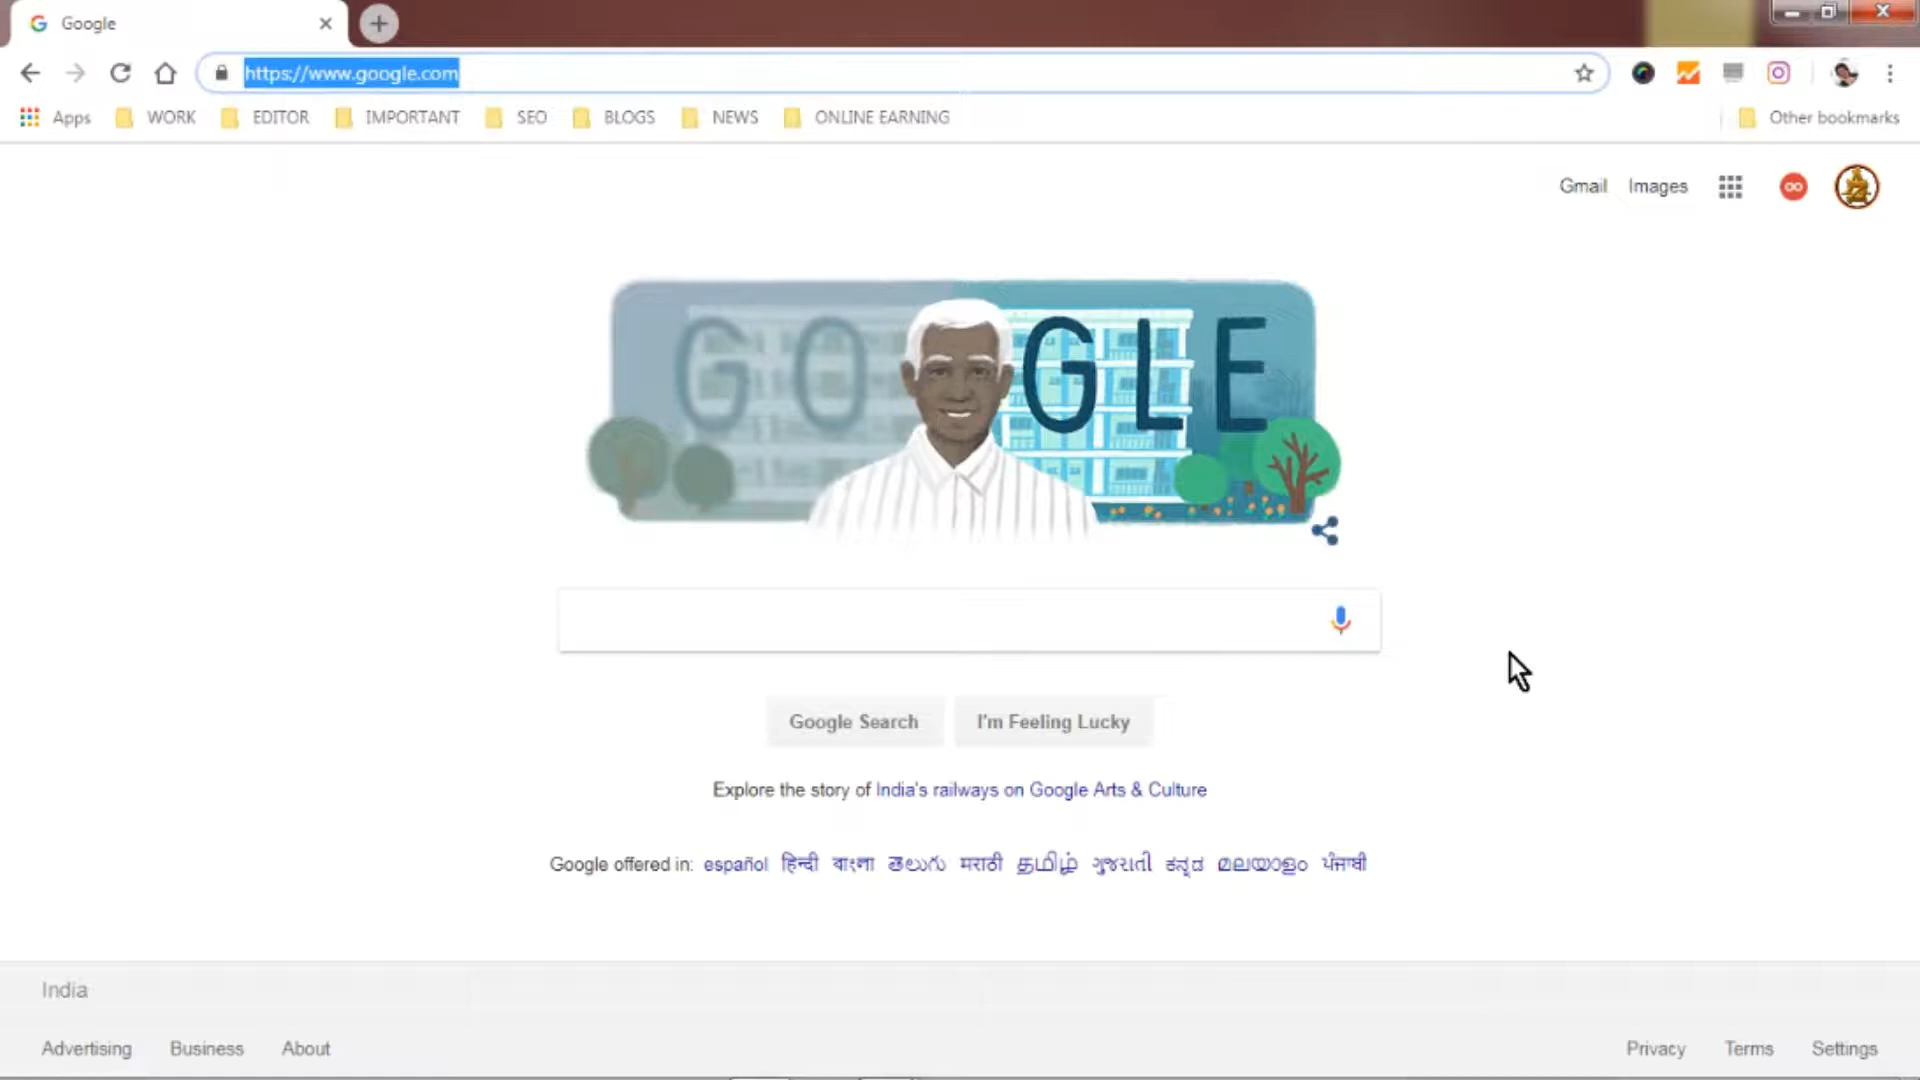 Google
https://www.google.com
Apps WORK EDITOR IMPORTANT SEO BLOGS NEWS ONLINE EARNING Other bookmarks
Gmail Images
GO GLE
Google Search I'm Feeling Lucky
Explore the story of India's railways on Google Arts & Culture
Google offered in: español हिन्दी বাংলা తెలుగు मराठी தமிழ் ગુજરાતી ಕನ್ನಡ മലയാളം ਪੰਜਾਬੀ
India
Advertising Business About Privacy Terms Settings